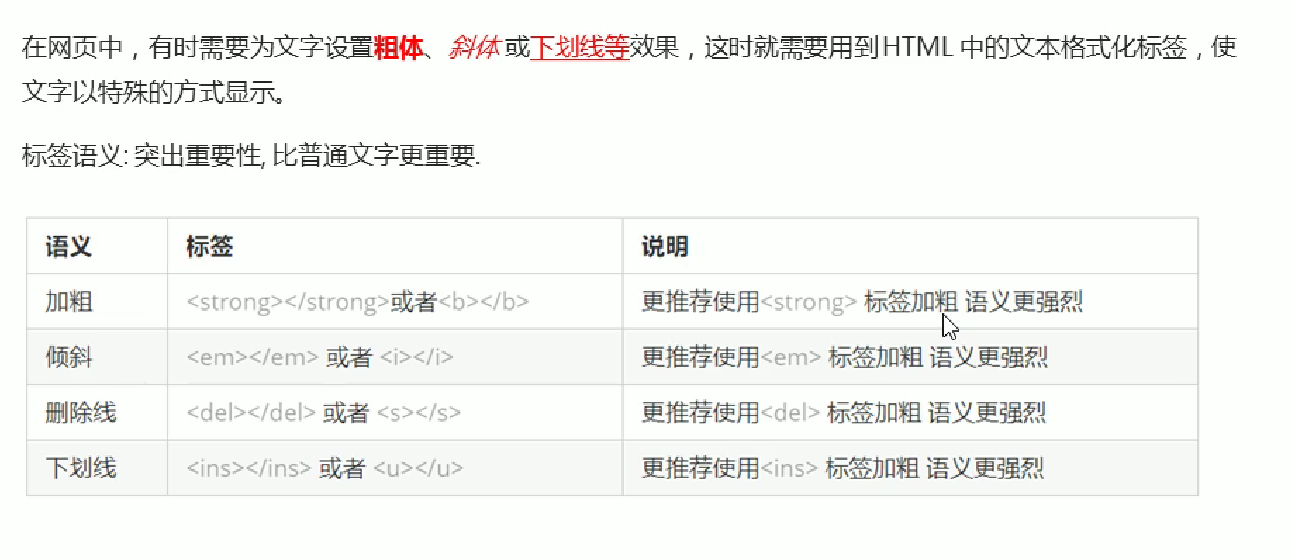 在网页中，有时需要为文字设置粗体、斜体或下划线等效果，这时就需要用到HTML 中的文本格式化标签，使
文字以特殊的方式显示。
标签语义: 突出重要性, 比普通文字更重要.
语义 标签 说明
加粗 <strong></strong>或者<b></b> 更推荐使用<strong> 标签加粗 语义更强烈
倾斜 <em></em> 或者 <i></i> 更推荐使用<em> 标签加粗 语义更强烈
删除线 <del></del> 或者 <s></s> 更推荐使用<del> 标签加粗 语义更强烈
下划线 <ins></ins> 或者 <u></u> 更推荐使用<ins> 标签加粗 语义更强烈